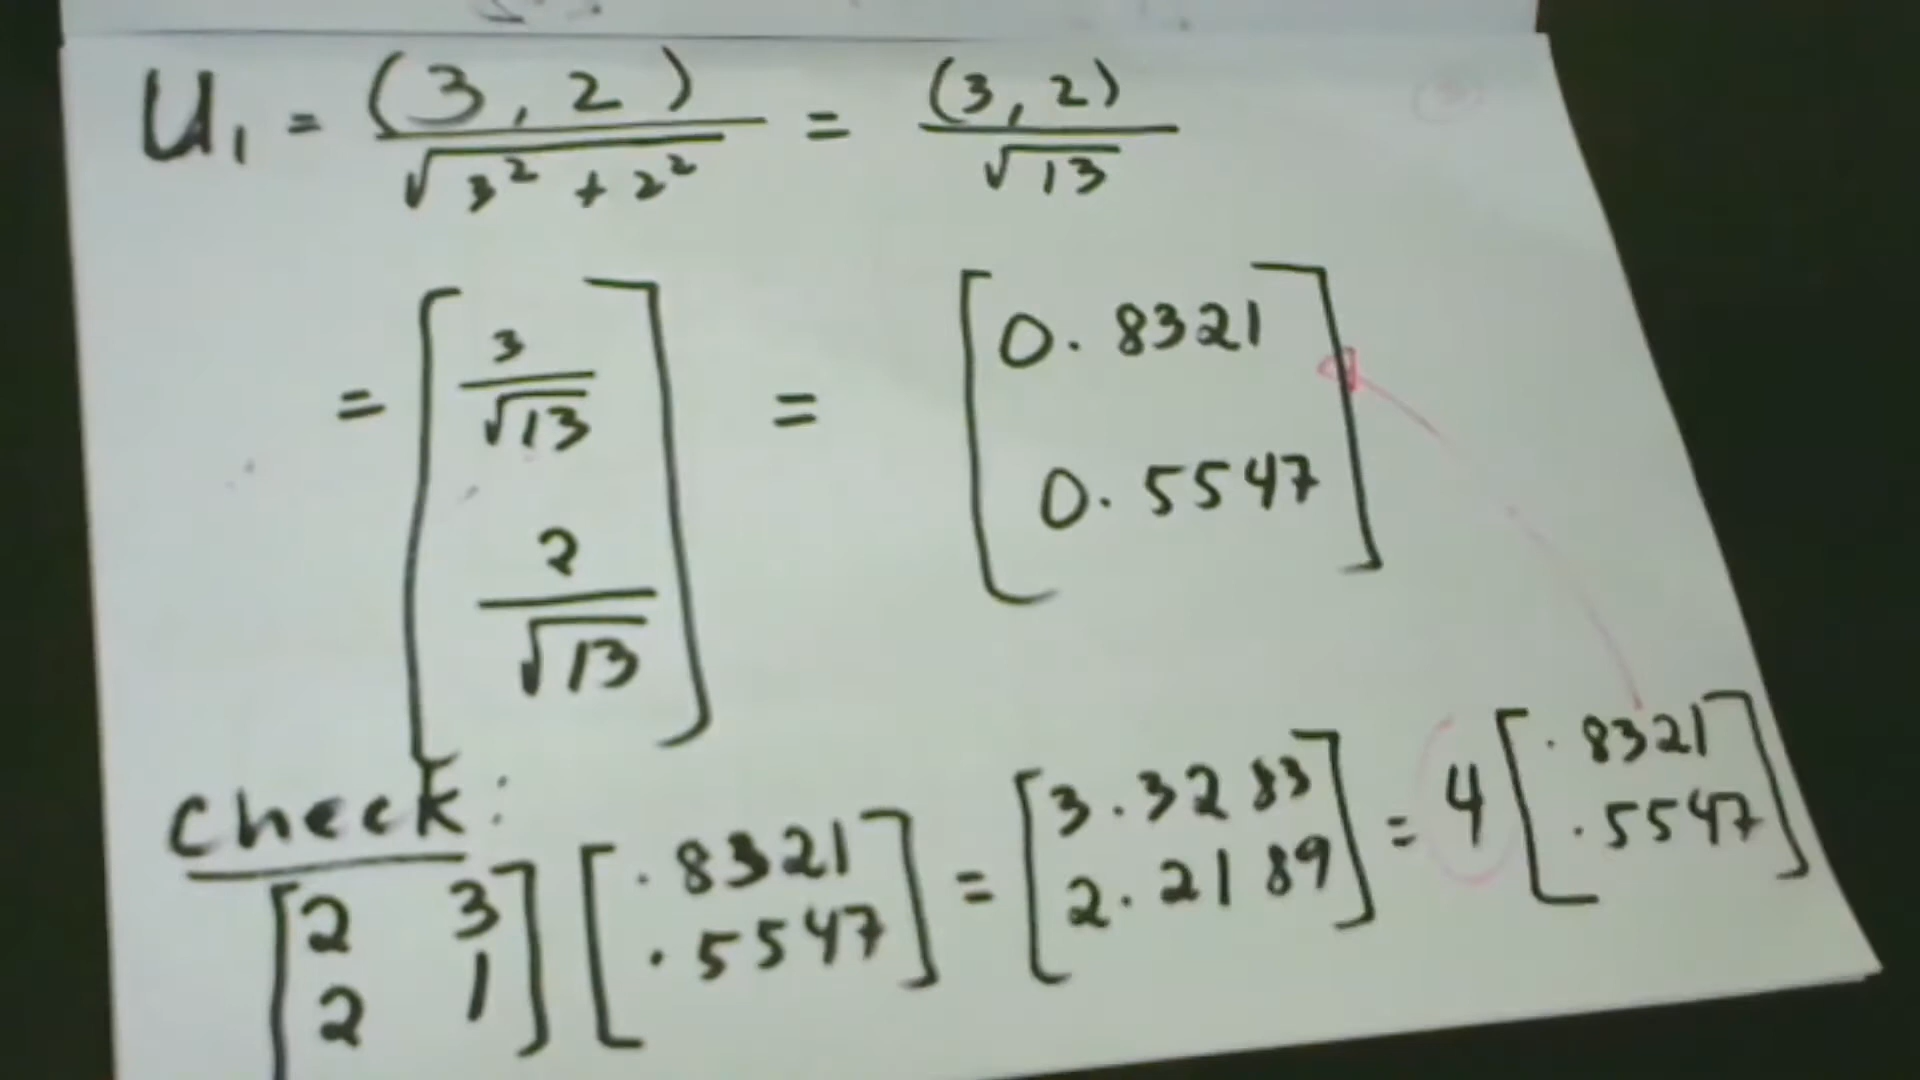 U₁ = (3, 2) / √(3² + 2²) = (3, 2) / √13
= [3/√13 2/√13] = [0.8321 0.5547]
Check:
[2 3; 2 1] [.8321 .5547] = [3.3283 2.2189] = 4 [.8321 .5547]